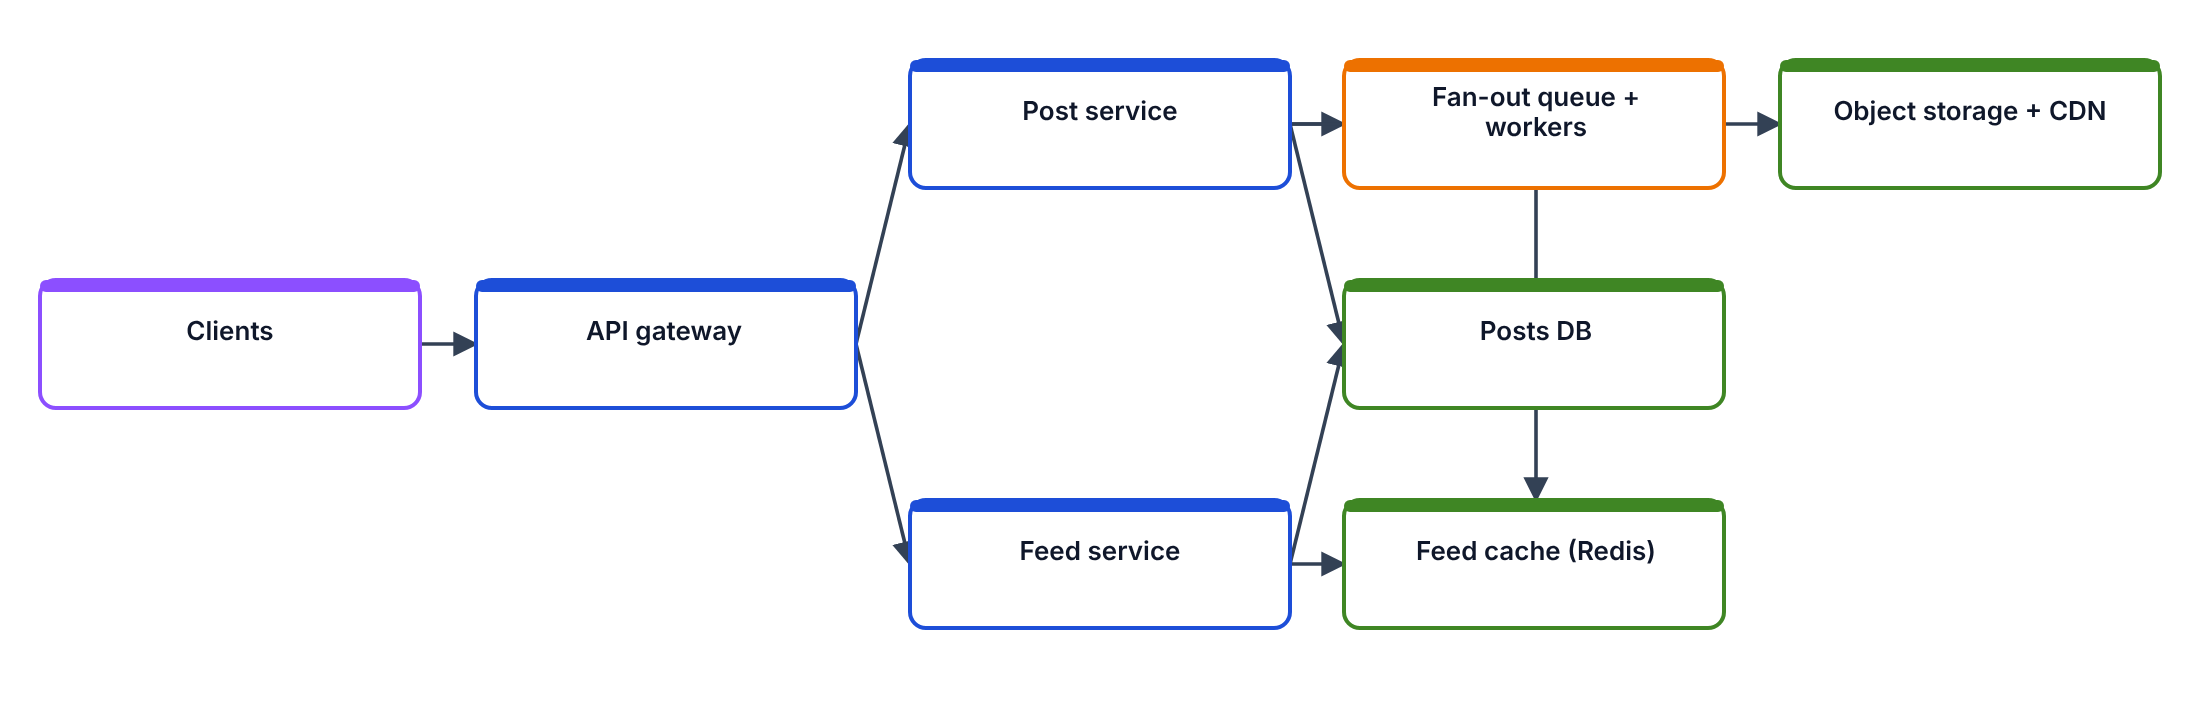 Clients
API gateway
Post service
Feed service
Fan-out queue +
workers
Posts DB
Feed cache (Redis)
Object storage + CDN